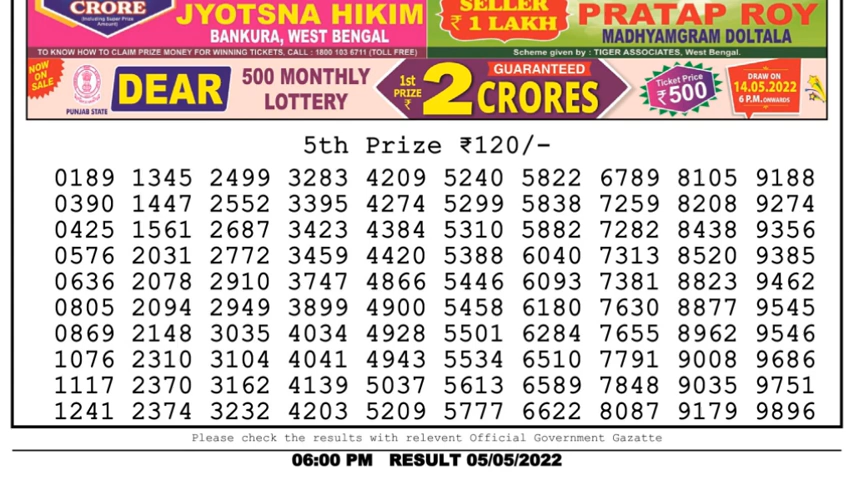 CRORE
(Including Super Prize Amount)
JYOTSNA HIKIM
BANKURA, WEST BENGAL
TO KNOW HOW TO CLAIM PRIZE MONEY FOR WINNING TICKETS, CALL : 1800 103 6711 (TOLL FREE)
SELLER
₹ 1 LAKH
PRATAP ROY
MADHYAMGRAM DOLTALA
Scheme given by : TIGER ASSOCIATES, West Bengal.
NOW ON SALE
PUNJAB STATE
DEAR
500 MONTHLY
LOTTERY
1st PRIZE ₹
2
GUARANTEED
CRORES
Ticket Price
₹500
DRAW ON
14.05.2022
6 P.M. ONWARDS
5th Prize ₹120/-
0189 1345 2499 3283 4209 5240 5822 6789 8105 9188
0390 1447 2552 3395 4274 5299 5838 7259 8208 9274
0425 1561 2687 3423 4384 5310 5882 7282 8438 9356
0576 2031 2772 3459 4420 5388 6040 7313 8520 9385
0636 2078 2910 3747 4866 5446 6093 7381 8823 9462
0805 2094 2949 3899 4900 5458 6180 7630 8877 9545
0869 2148 3035 4034 4928 5501 6284 7655 8962 9546
1076 2310 3104 4041 4943 5534 6510 7791 9008 9686
1117 2370 3162 4139 5037 5613 6589 7848 9035 9751
1241 2374 3232 4203 5209 5777 6622 8087 9179 9896
Please check the results with relevent Official Government Gazatte
06:00 PM RESULT 05/05/2022